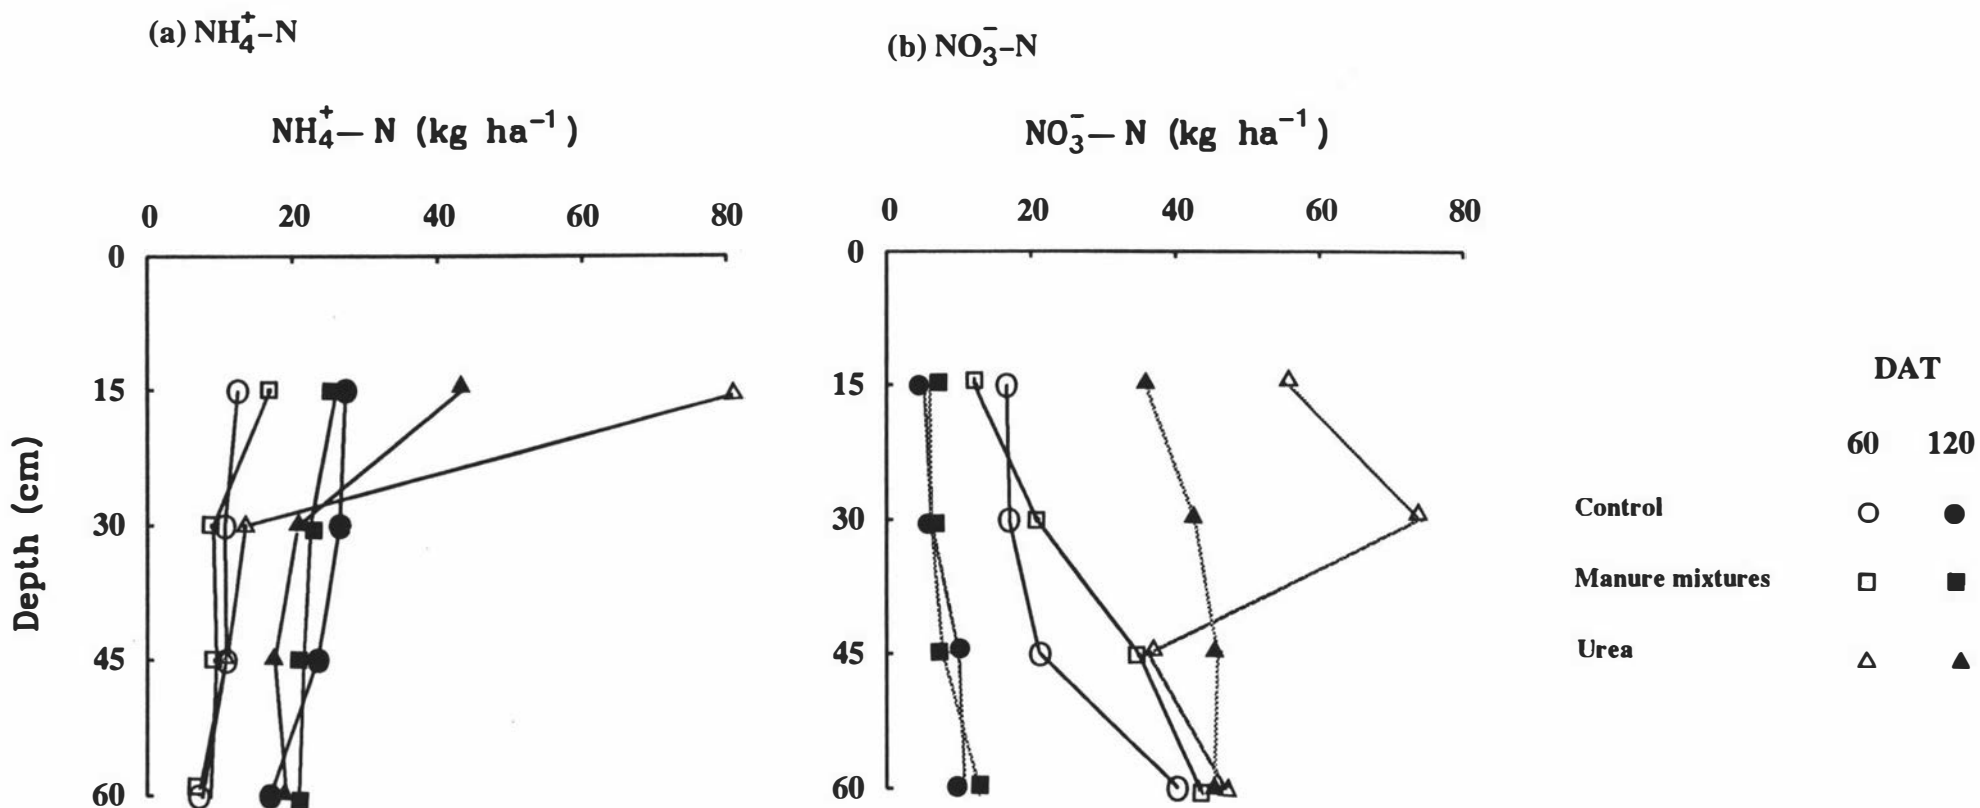 (a) NH₄⁺–N
NH₄⁺— N (kg ha⁻¹)
0 20 40 60 80
0
15
30
45
60
Depth (cm)
(b) NO₃⁻–N
NO₃⁻— N (kg ha⁻¹)
0 20 40 60 80
0
15
30
45
60
DAT
60 120
Control
Manure mixtures
Urea